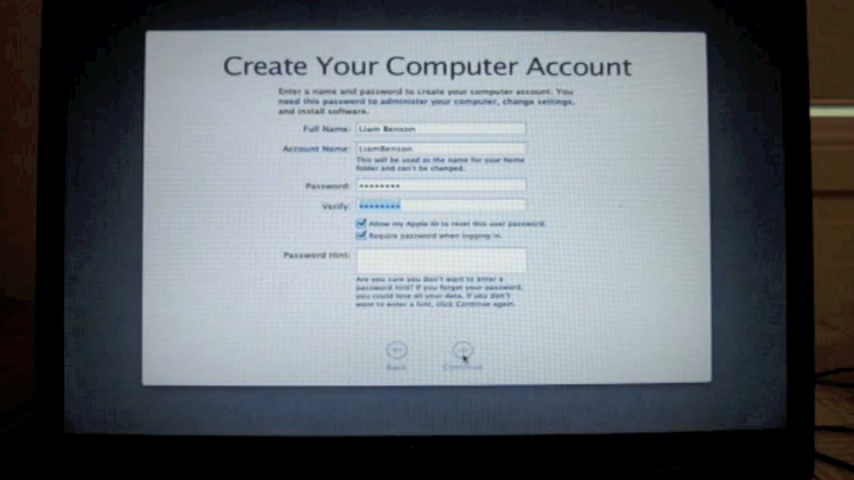 Create Your Computer Account
Enter a name and password to create your computer account. You
need this password to administer your computer, change settings,
and install software.
Full Name: Liam Benson
Account Name: LiamBenson
This will be used as the name for your home
folder and can't be changed.
Password: ••••••••
Verify: ••••••••
Allow my Apple ID to reset this user password.
Require password when logging in.
Password Hint:
Are you sure you don't want to enter a
password hint? If you forget your password,
you could lose all your data. If you don't
want to enter a hint, click Continue again.
Back
Continue